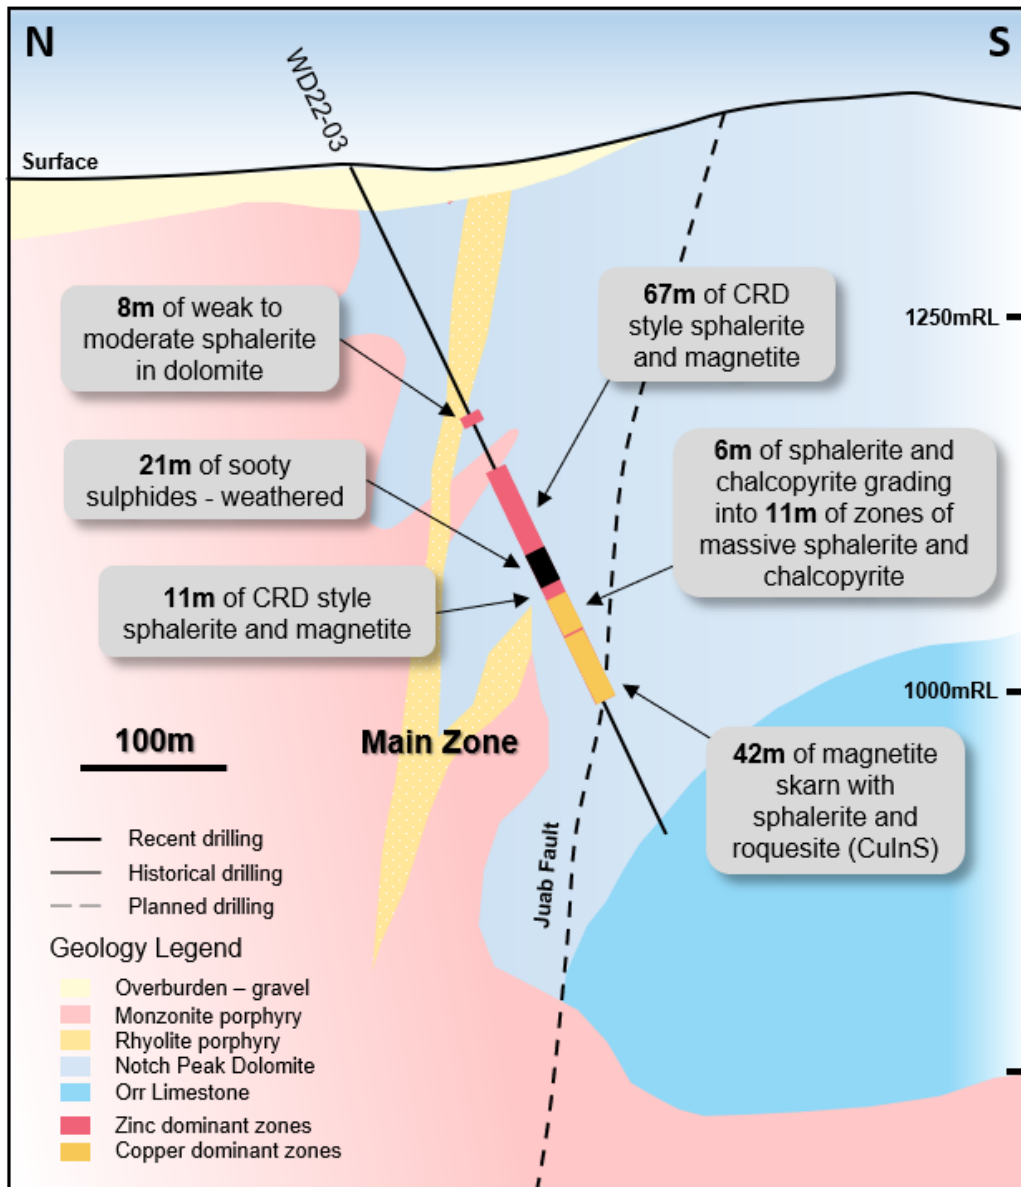 N
S
WD22-03
Surface
8m of weak to
moderate sphalerite
in dolomite
67m of CRD
style sphalerite
and magnetite
1250mRL
21m of sooty
sulphides - weathered
6m of sphalerite and
chalcopyrite grading
into 11m of zones of
massive sphalerite and
chalcopyrite
11m of CRD style
sphalerite and magnetite
1000mRL
100m
Main Zone
42m of magnetite
skarn with
sphalerite and
roquesite (CuInS)
Juab Fault
Recent drilling
Historical drilling
Planned drilling
Geology Legend
Overburden – gravel
Monzonite porphyry
Rhyolite porphyry
Notch Peak Dolomite
Orr Limestone
Zinc dominant zones
Copper dominant zones